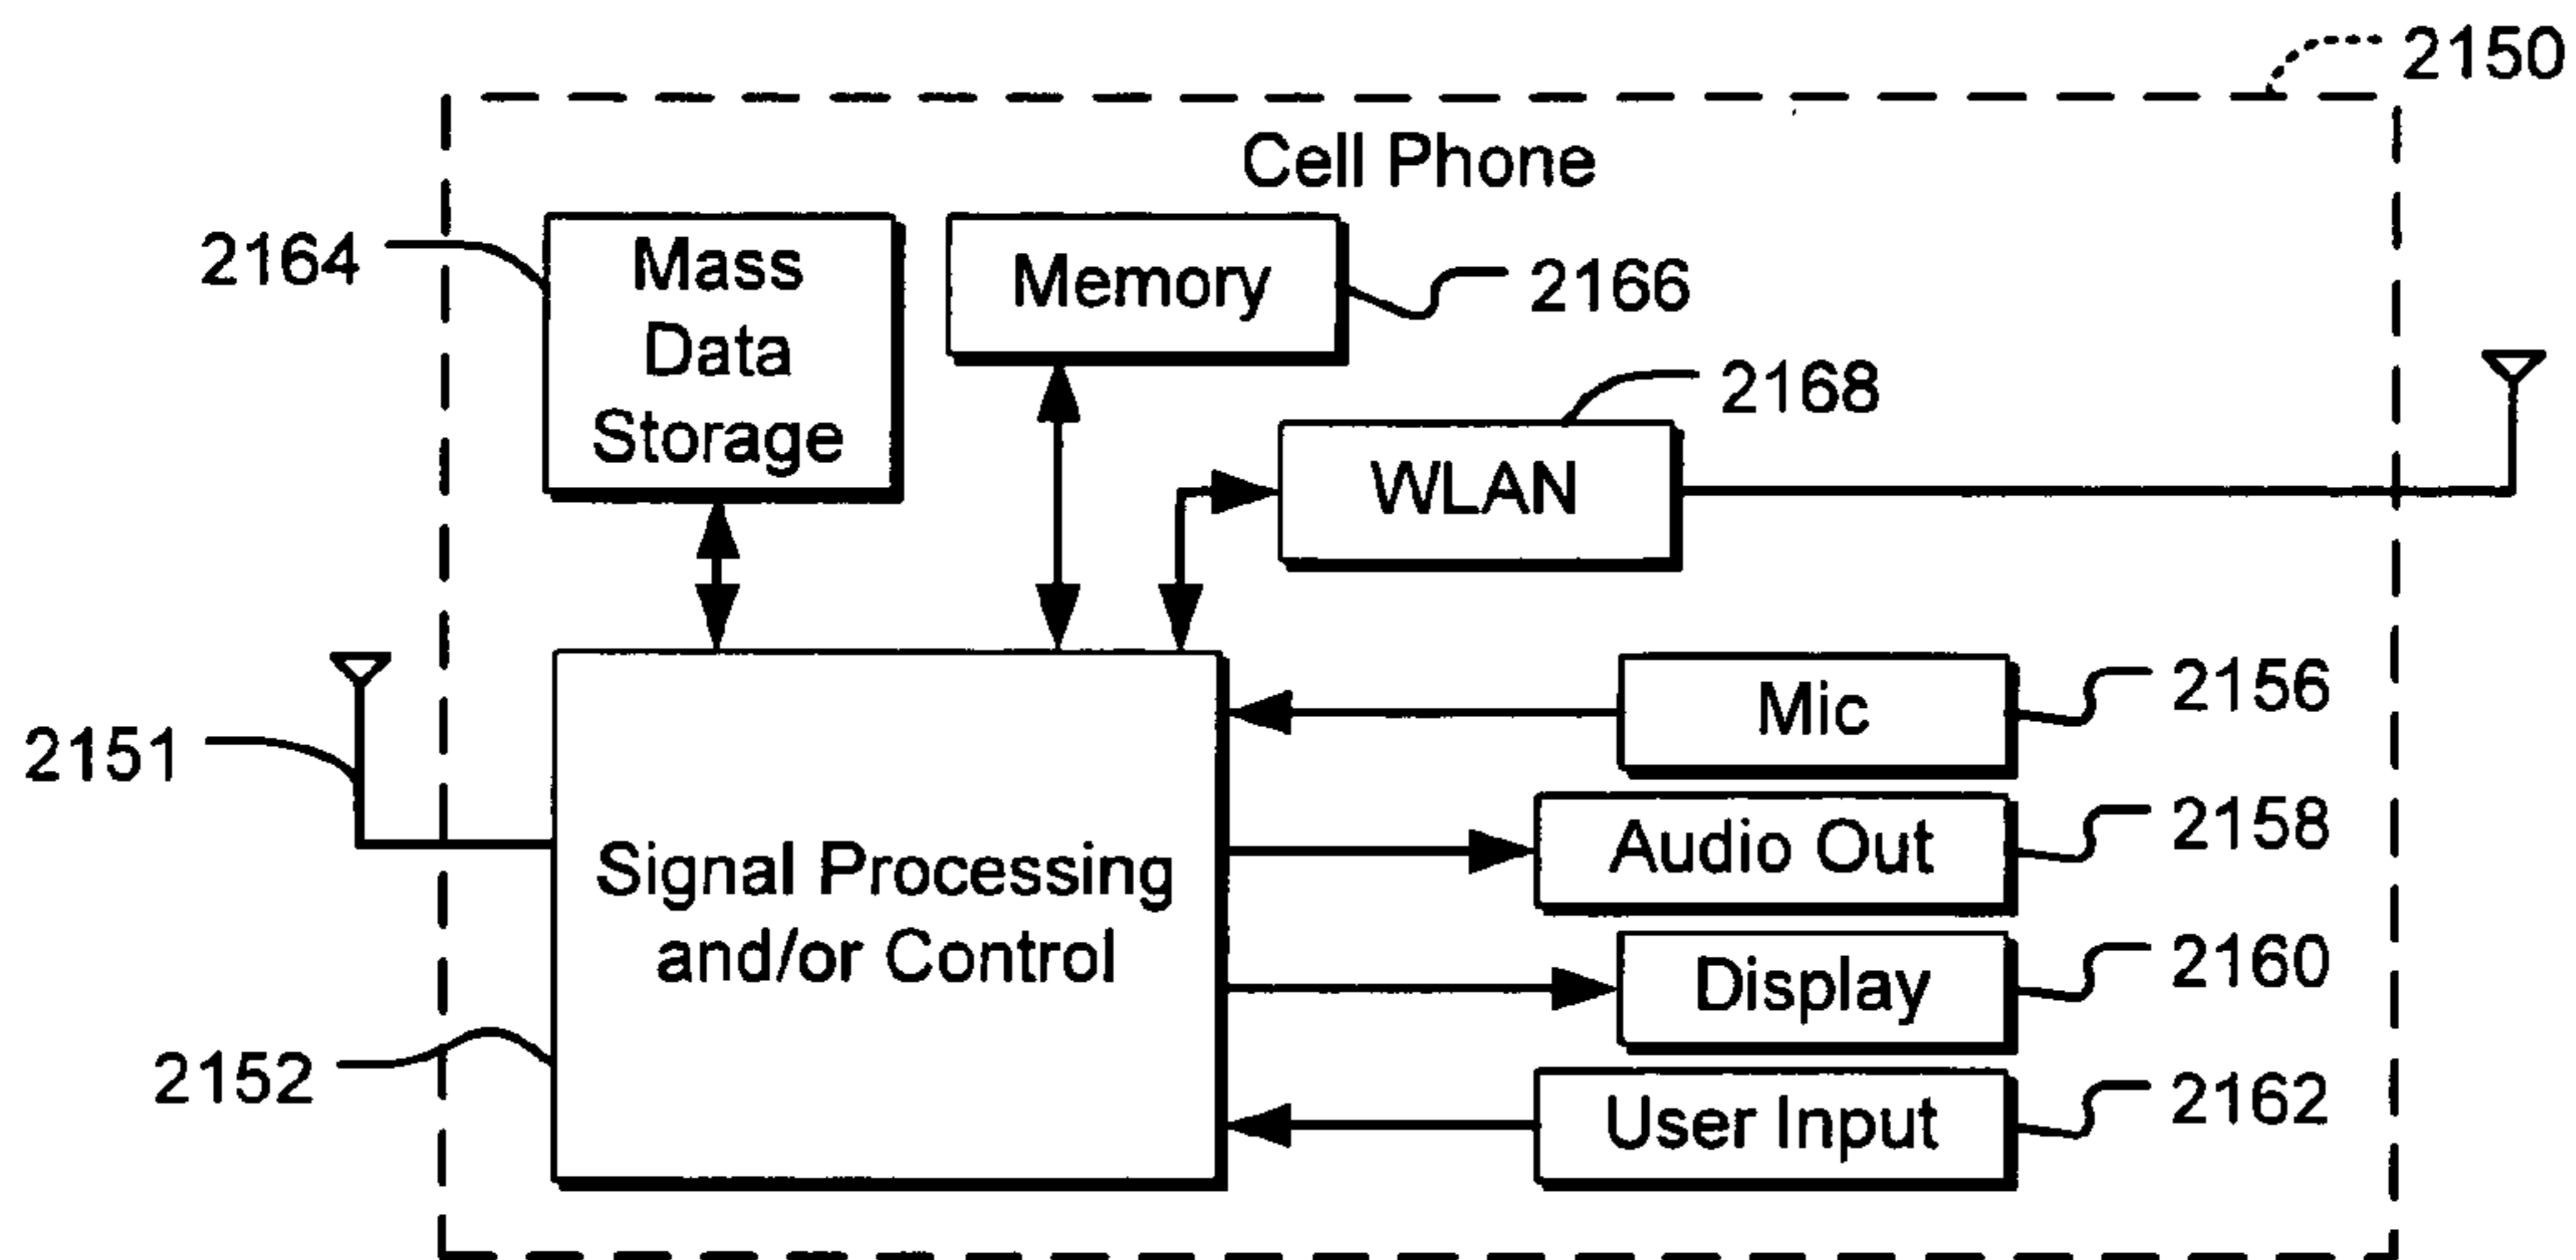 2150
Cell Phone
2164
Mass
Data
Storage
Memory
2166
2168
WLAN
2151
Signal Processing
and/or Control
2152
Mic
2156
Audio Out
2158
Display
2160
User Input
2162